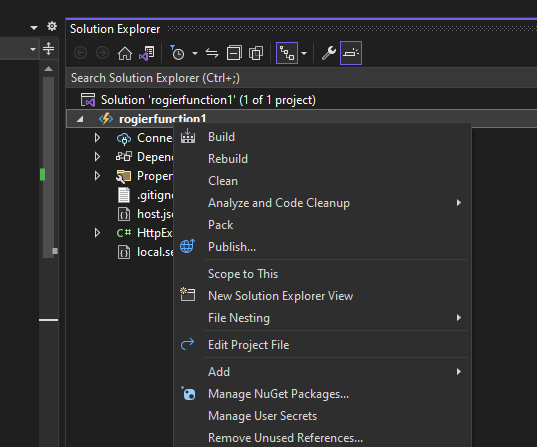 Solution Explorer
Search Solution Explorer (Ctrl+;)
Solution 'rogierfunction1' (1 of 1 project)
rogierfunction1
Conne
Build
Rebuild
Depend
Clean
Proper
Analyze and Code Cleanup
.gitign
Pack
host.js
C# HttpEx
Publish...
local.se
Scope to This
New Solution Explorer View
File Nesting
Edit Project File
Add
Manage NuGet Packages...
Manage User Secrets
Remove Unused References...